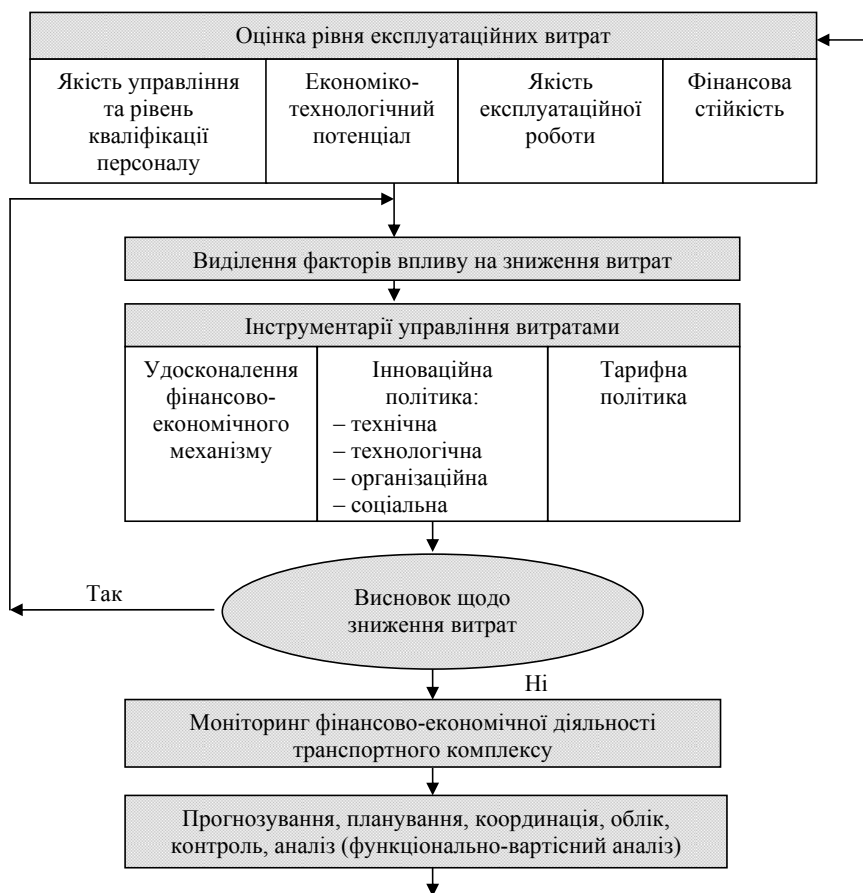 Оцінка рівня експлуатаційних витрат
Якість управління
та рівень
кваліфікації
персоналу
Економіко-
технологічний
потенціал
Якість
експлуатаційної
роботи
Фінансова
стійкість
Виділення факторів впливу на зниження витрат
Інструментарії управління витратами
Удосконалення
фінансово-
економічного
механізму
Інноваційна
політика:
– технічна
– технологічна
– організаційна
– соціальна
Тарифна
політика
Так
Висновок щодо
зниження витрат
Ні
Моніторинг фінансово-економічної діяльності
транспортного комплексу
Прогнозування, планування, координація, облік,
контроль, аналіз (функціонально-вартісний аналіз)